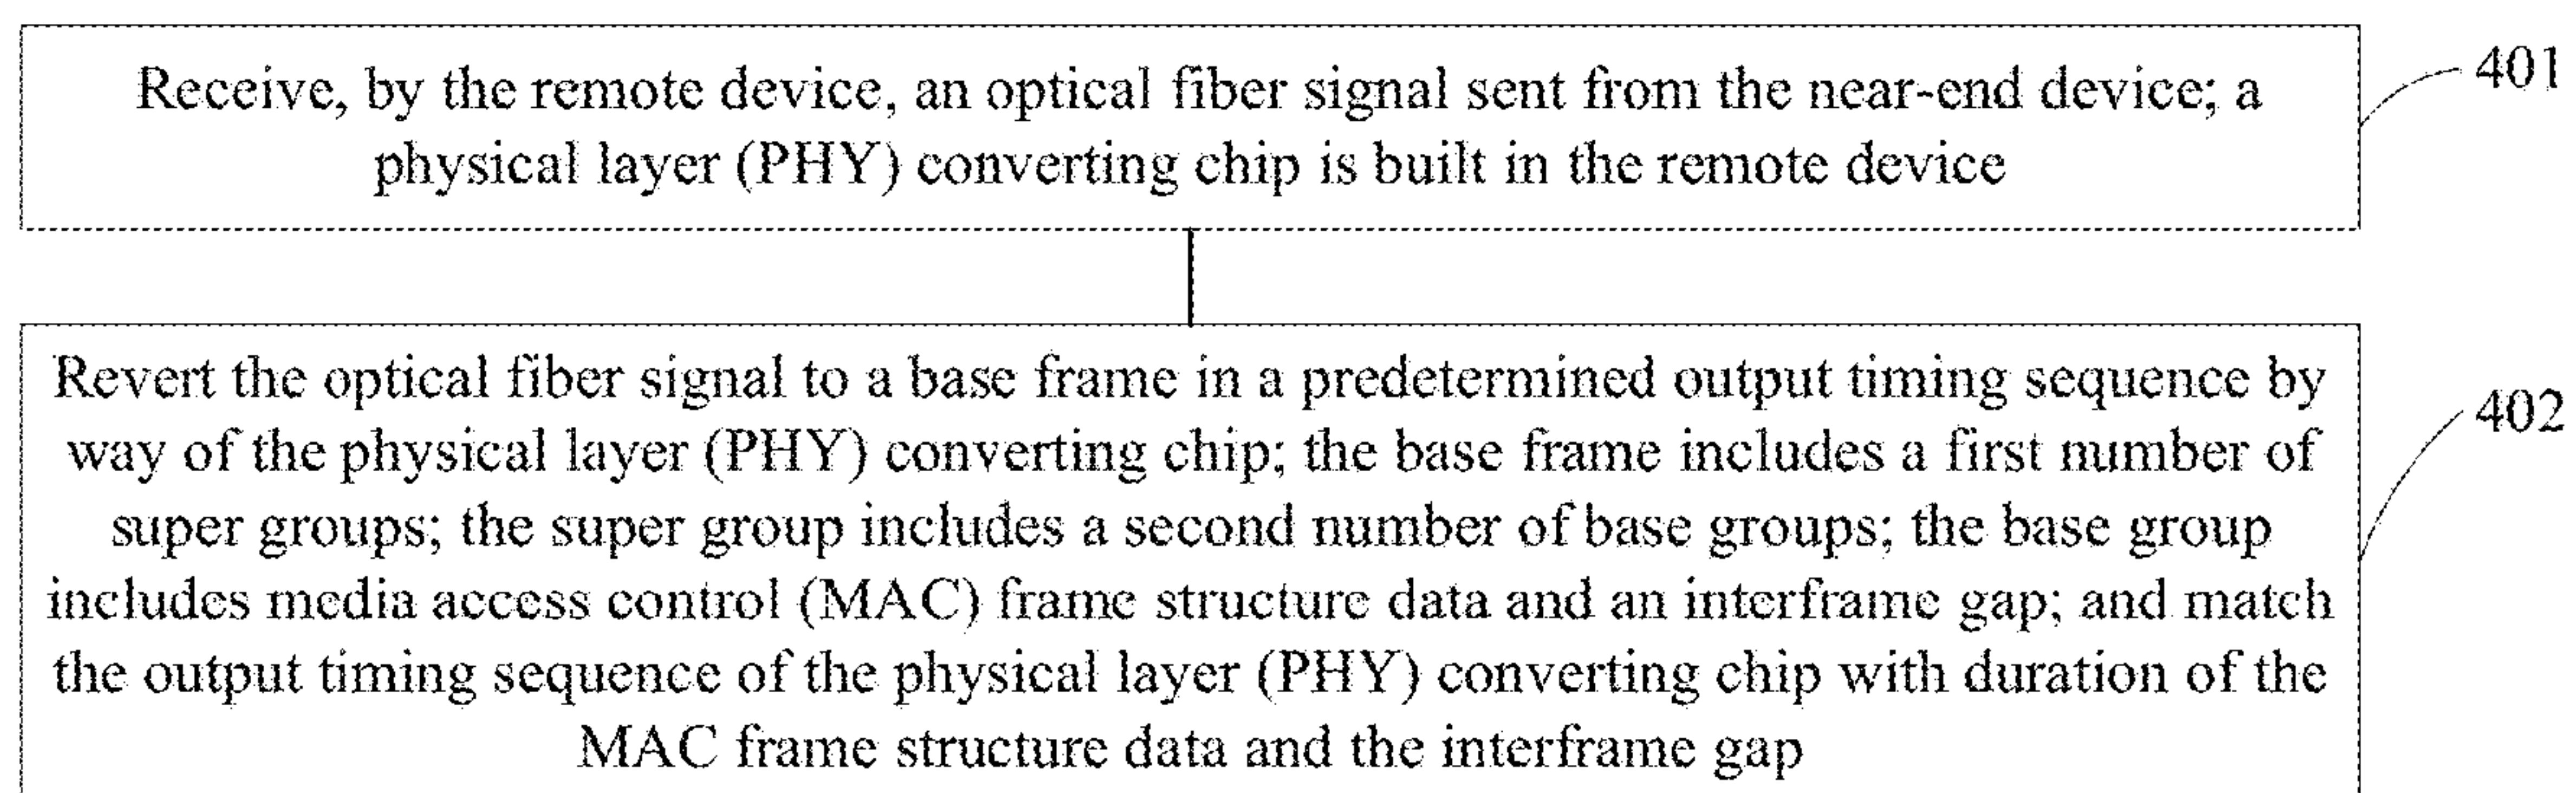 Receive, by the remote device, an optical fiber signal sent from the near-end device; a
401
physical layer (PHY) converting chip is built in the remote device
Revert the optical fiber signal to a base frame in a predetermined output timing sequence by
402
way of the physical layer (PHY) converting chip; the base frame includes a first number of
super groups; the super group includes a second number of base groups; the base group
includes media access control (MAC) frame structure data and an interframe gap; and match
the output timing sequence of the physical layer (PHY) converting chip with duration of the
MAC frame structure data and the interframe gap